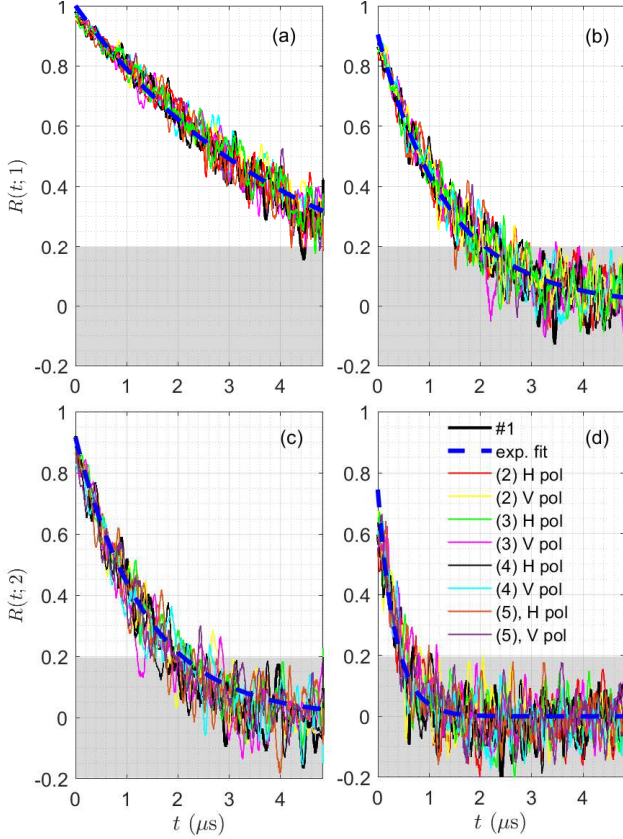 (a)
R(t; 1)
1
0.8
0.6
0.4
0.2
0
-0.2
0
1
2
3
4
(b)
1
0.8
0.6
0.4
0.2
0
-0.2
0
1
2
3
4
(c)
R(t; 2)
1
0.8
0.6
0.4
0.2
0
-0.2
0
1
2
3
4
t (μs)
(d)
1
0.8
0.6
0.4
0.2
0
-0.2
0
1
2
3
4
t (μs)
#1
exp. fit
(2) H pol
(2) V pol
(3) H pol
(3) V pol
(4) H pol
(4) V pol
(5), H pol
(5), V pol